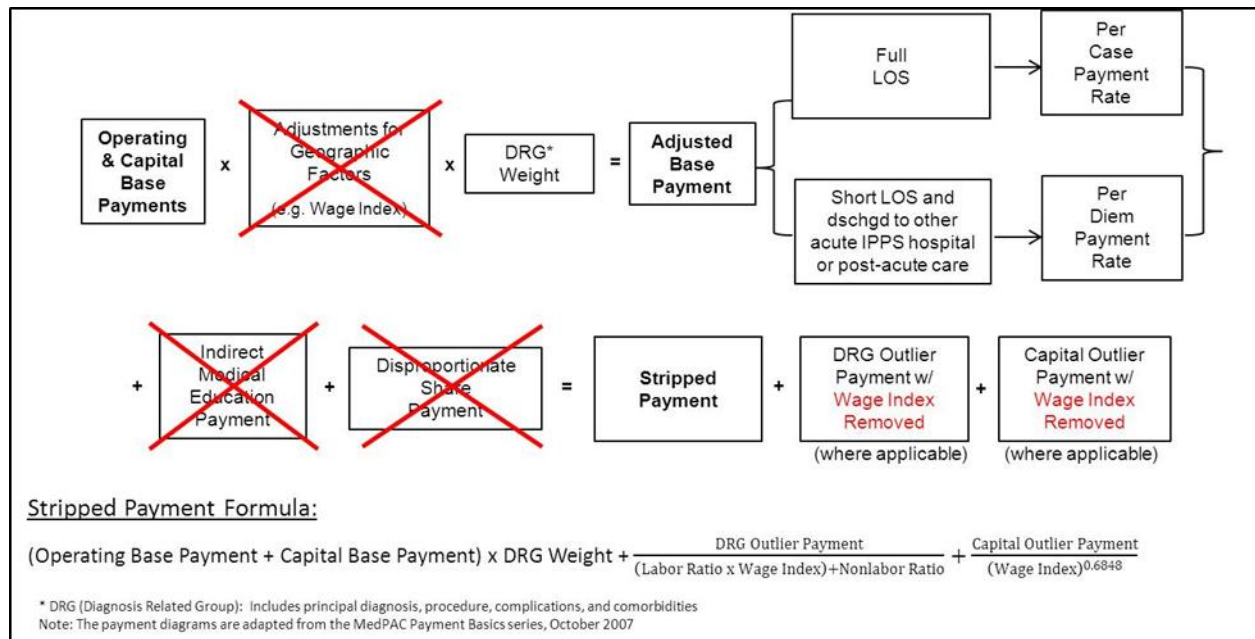 Full
LOS
Per
Case
Payment
Rate
Operating
& Capital
Base
Payments
x
Adjustments for
Geographic
Factors
(e.g. Wage Index)
x
DRG*
Weight
=
Adjusted
Base
Payment
Short LOS and
dschgd to other
acute IPPS hospital
or post-acute care
Per
Diem
Payment
Rate
+
Indirect
Medical
Education
Payment
+
Disproportionate
Share
Payment
=
Stripped
Payment
+
DRG Outlier
Payment w/
Wage Index
Removed
(where applicable)
+
Capital Outlier
Payment w/
Wage Index
Removed
(where applicable)
Stripped Payment Formula:
(Operating Base Payment + Capital Base Payment) x DRG Weight + DRG Outlier Payment / (Labor Ratio x Wage Index)+Nonlabor Ratio + Capital Outlier Payment / (Wage Index)^0.6848
* DRG (Diagnosis Related Group): Includes principal diagnosis, procedure, complications, and comorbidities
Note: The payment diagrams are adapted from the MedPAC Payment Basics series, October 2007